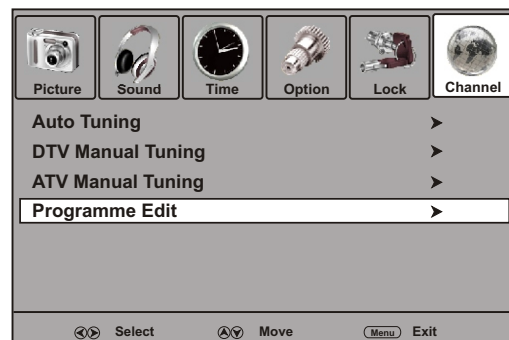 Picture Sound Time Option Lock Channel
Auto Tuning
DTV Manual Tuning
ATV Manual Tuning
Programme Edit
Select Move Menu Exit